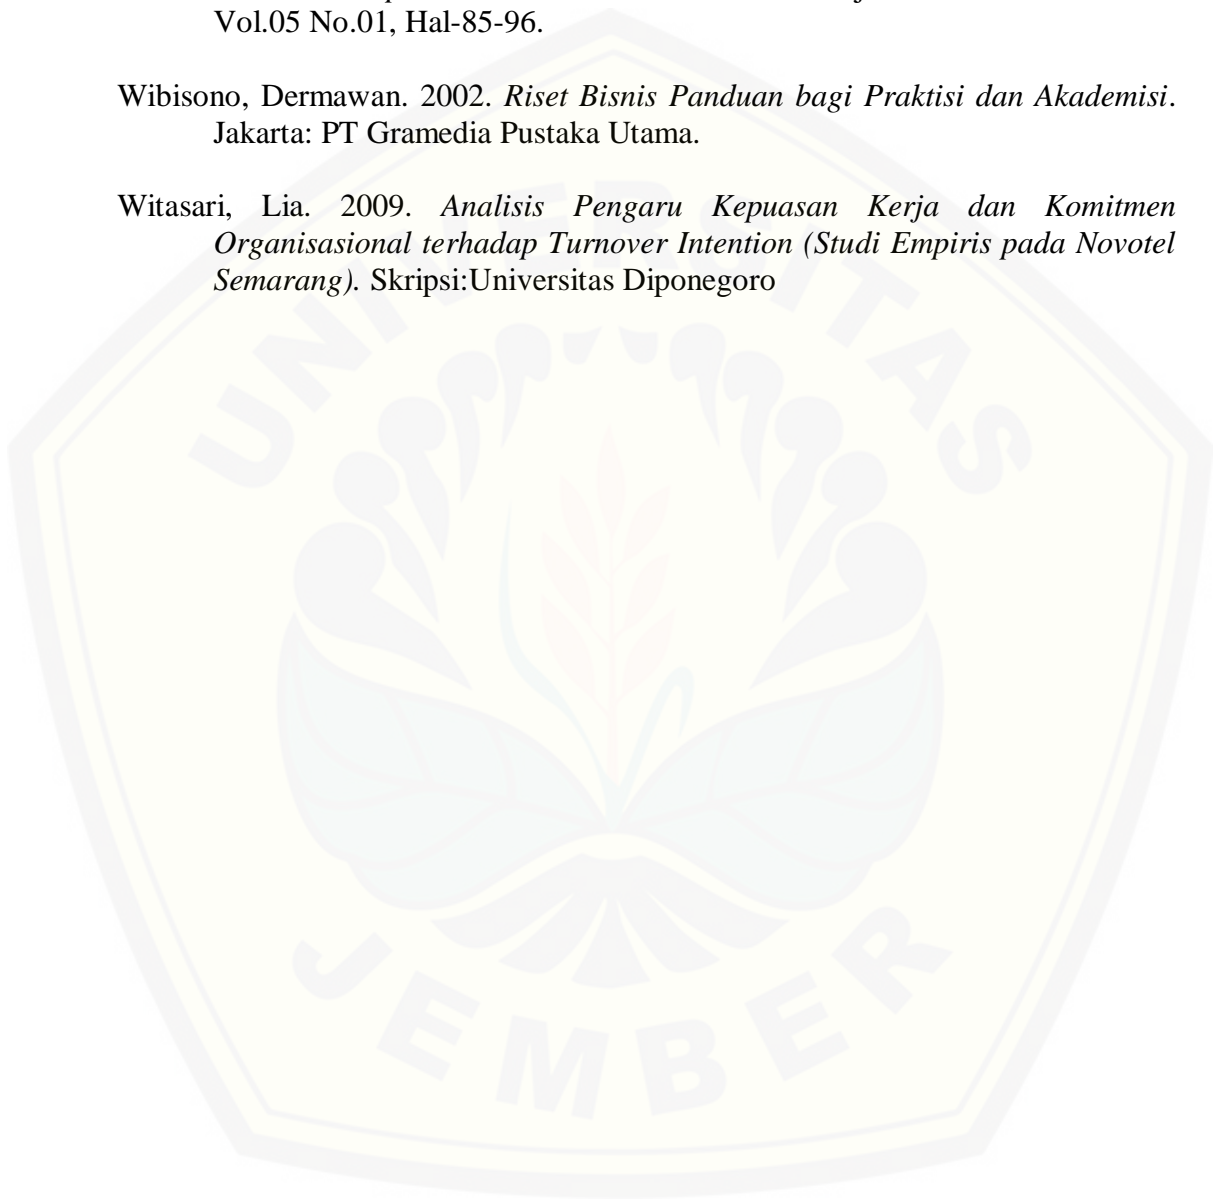 Vol.05 No.01, Hal-85-96.
Wibisono, Dermawan. 2002. Riset Bisnis Panduan bagi Praktisi dan Akademisi.
Jakarta: PT Gramedia Pustaka Utama.
Witasari, Lia. 2009. Analisis Pengaru Kepuasan Kerja dan Komitmen
Organisasional terhadap Turnover Intention (Studi Empiris pada Novotel
Semarang). Skripsi:Universitas Diponegoro
UNIVERSITAS
JEMBER